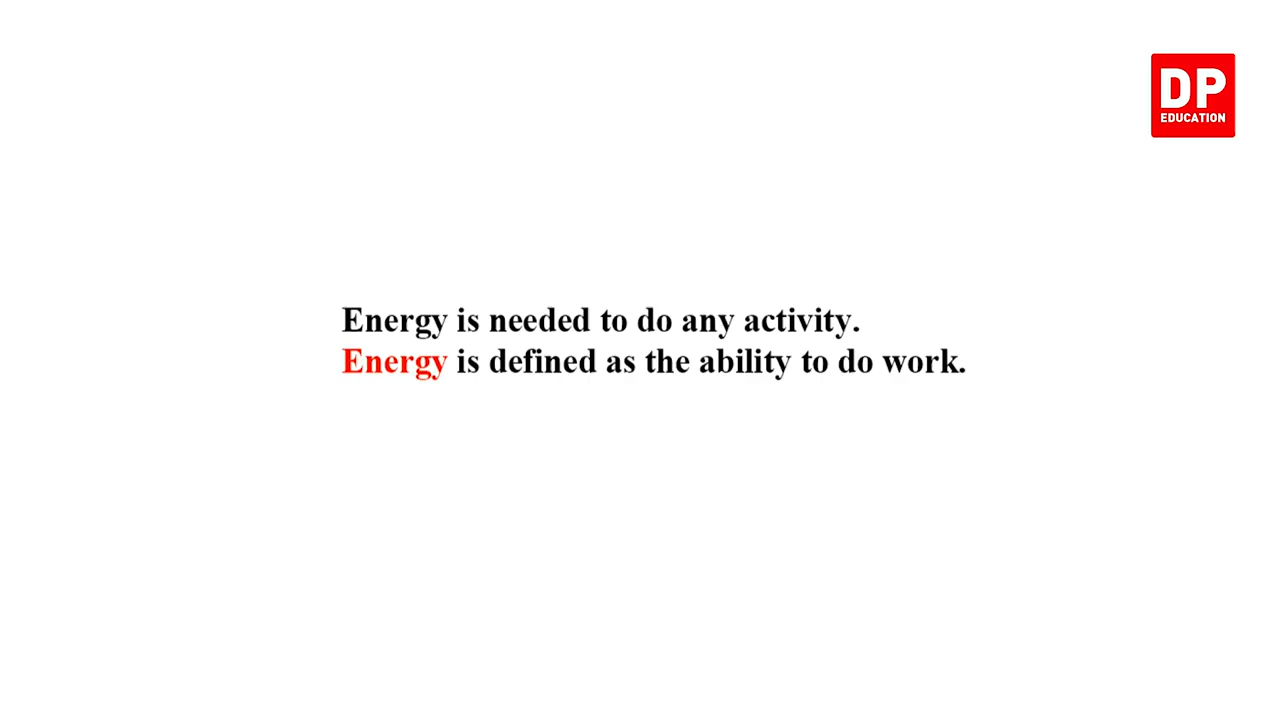 DP
EDUCATION
Energy is needed to do any activity.
Energy is defined as the ability to do work.